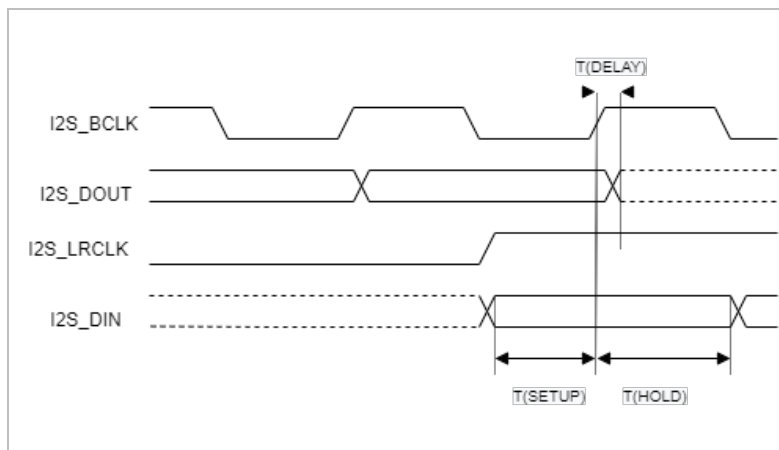 T(DELAY)
I2S_BCLK
I2S_DOUT
I2S_LRCLK
I2S_DIN
T(SETUP)
T(HOLD)